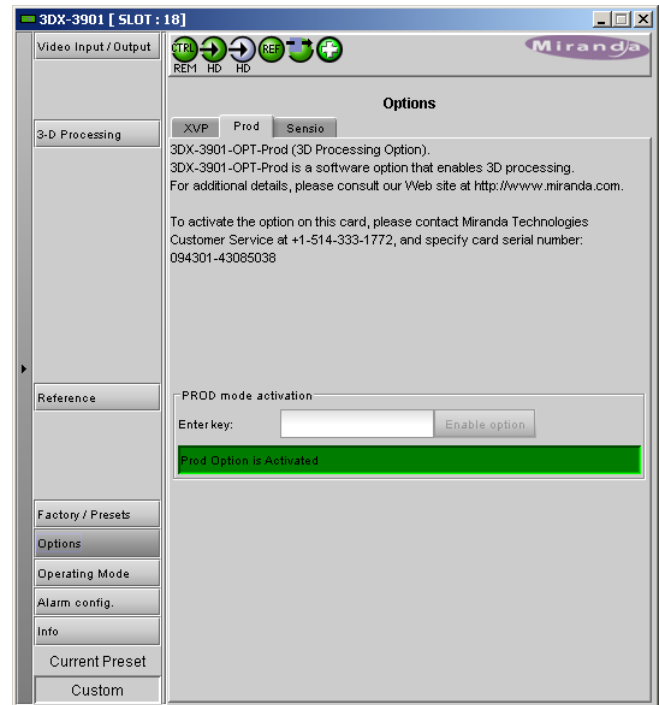 3DX-3901 [ SLOT : 18]
Video Input / Output
CTRL
REF
REM HD HD
Miranda
Options
3-D Processing
XVP Prod Sensio
3DX-3901-OPT-Prod (3D Processing Option).
3DX-3901-OPT-Prod is a software option that enables 3D processing.
For additional details, please consult our Web site at http://www.miranda.com.
To activate the option on this card, please contact Miranda Technologies
Customer Service at +1-514-333-1772, and specify card serial number:
094301-43085038
Reference
PROD mode activation
Enter key:
Enable option
Prod Option is Activated
Factory / Presets
Options
Operating Mode
Alarm config.
Info
Current Preset
Custom